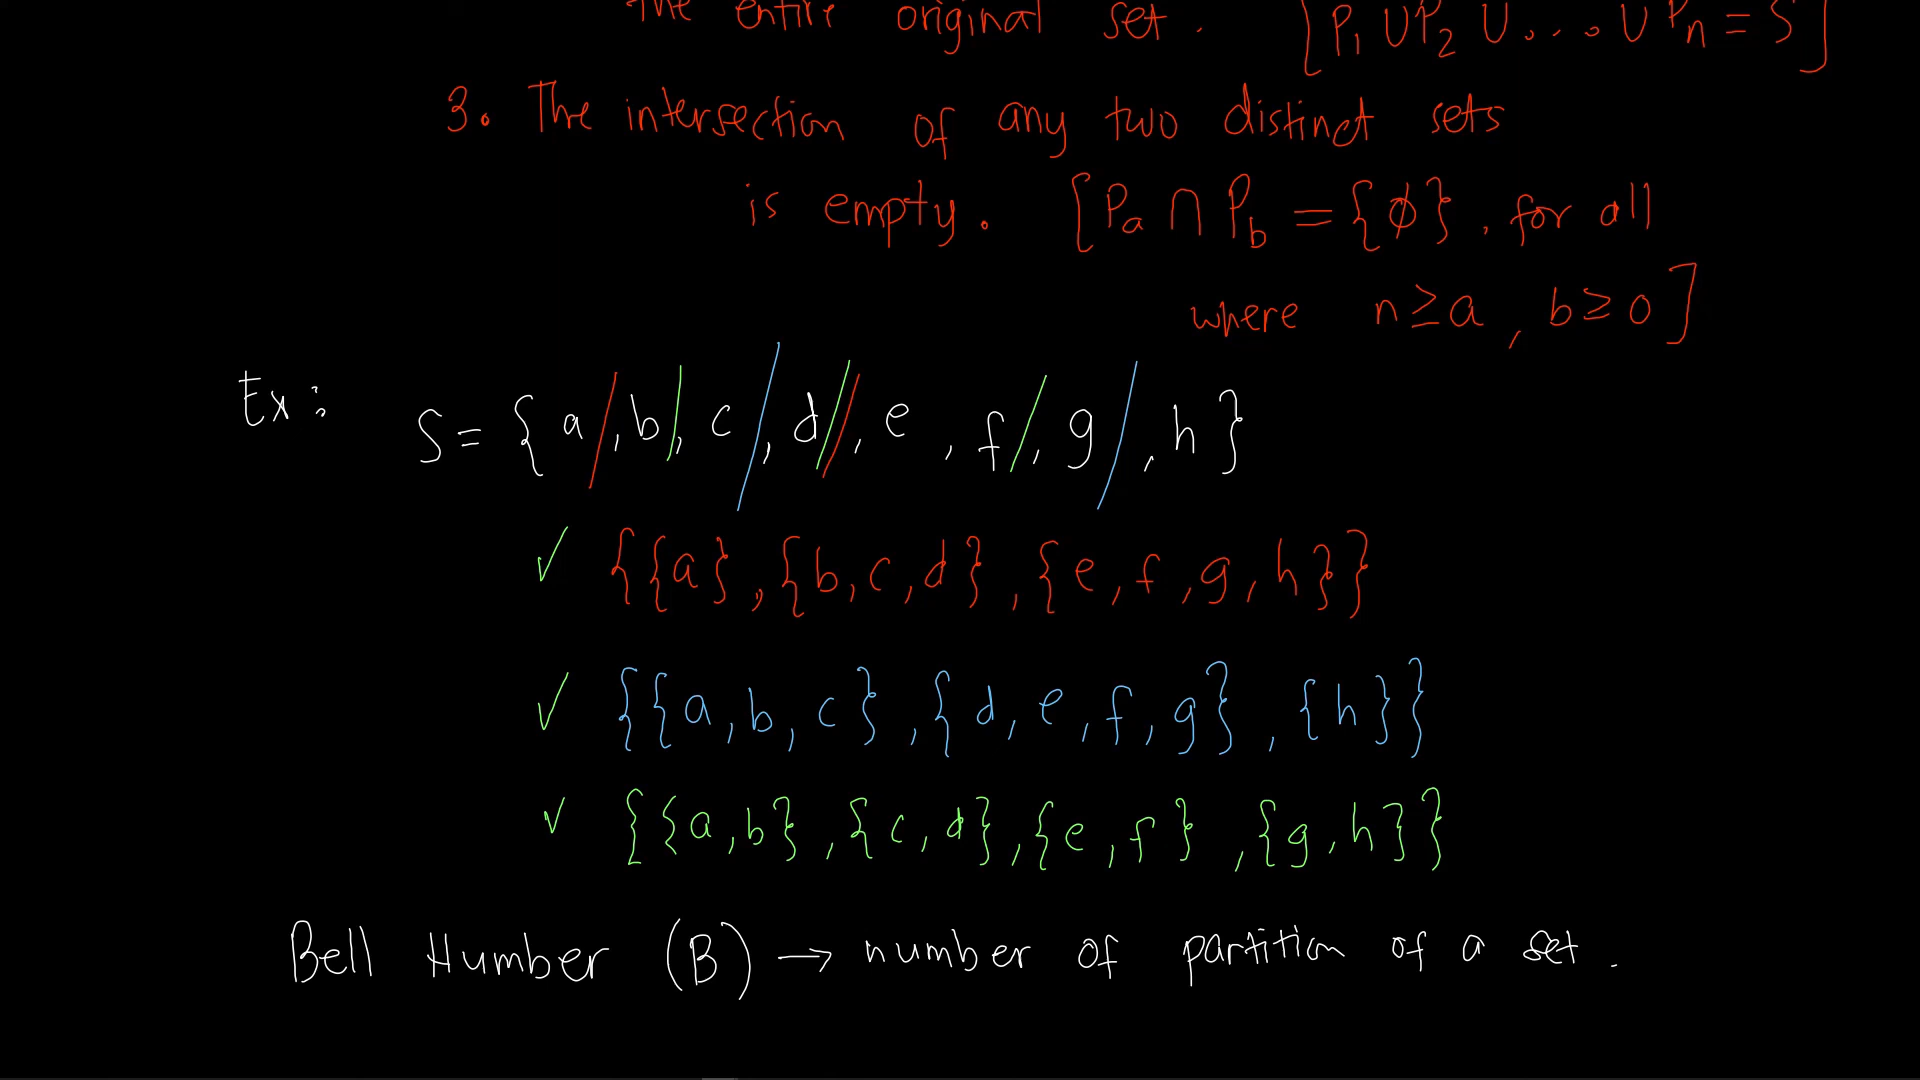 The entire original set. [P₁ ∪ P₂ ∪ . . . ∪ Pₙ = S]
3. The intersection of any two distinct sets
is empty. [Pₐ ∩ P_b = {∅}, for all
where n ≥ a, b ≥ 0]
Ex: S = {a/, b/, c/, d//, e, f/, g/, h}
✓ {{a}, {b, c, d}, {e, f, g, h}}
✓ {{a, b, c}, {d, e, f, g}, {h}}
✓ {{a, b}, {c, d}, {e, f}, {g, h}}
Bell Humber (B) → number of partition of a set.